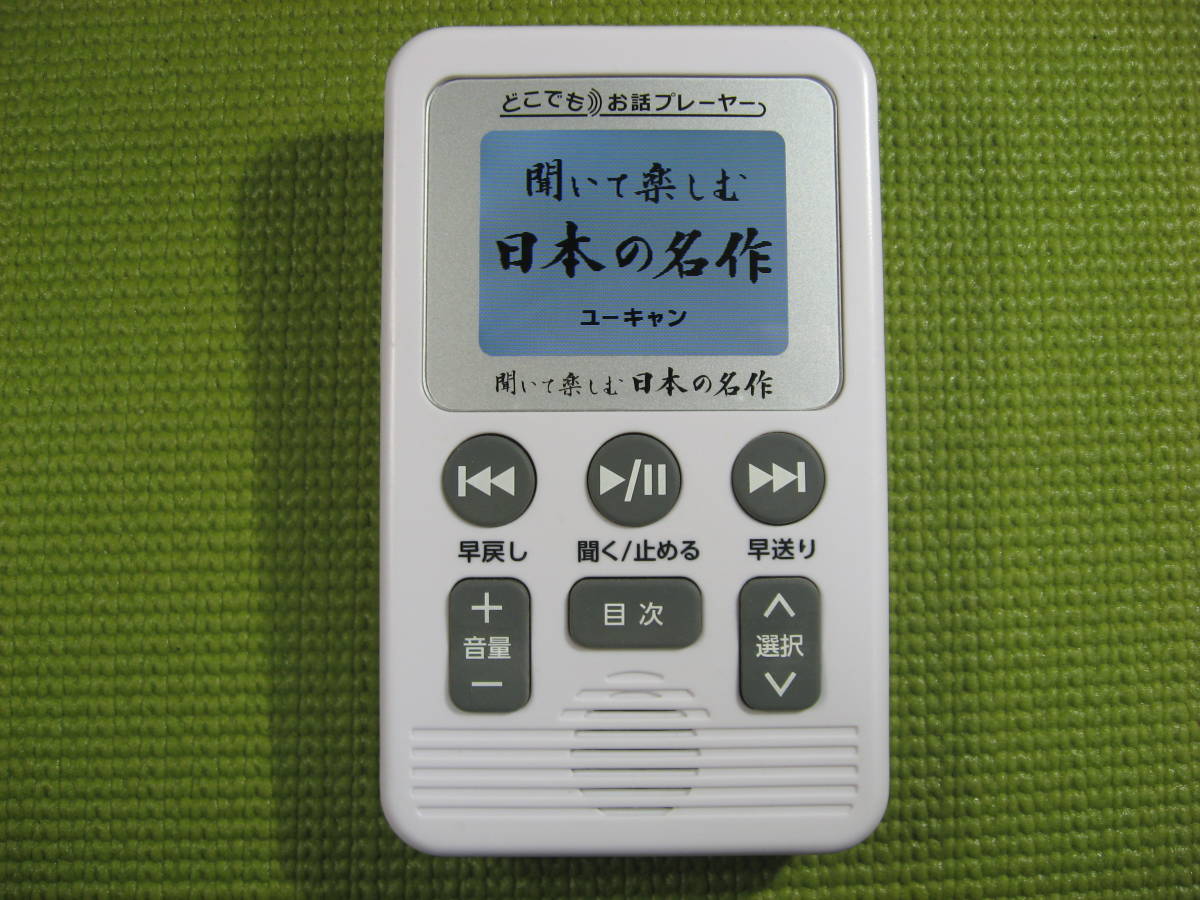 どこでもお話プレーヤー
聞いて楽しむ
日本の名作
ユーキャン
聞いて楽しむ 日本の名作
早戻し
聞く/止める
早送り
+
音量
−
目次
選択